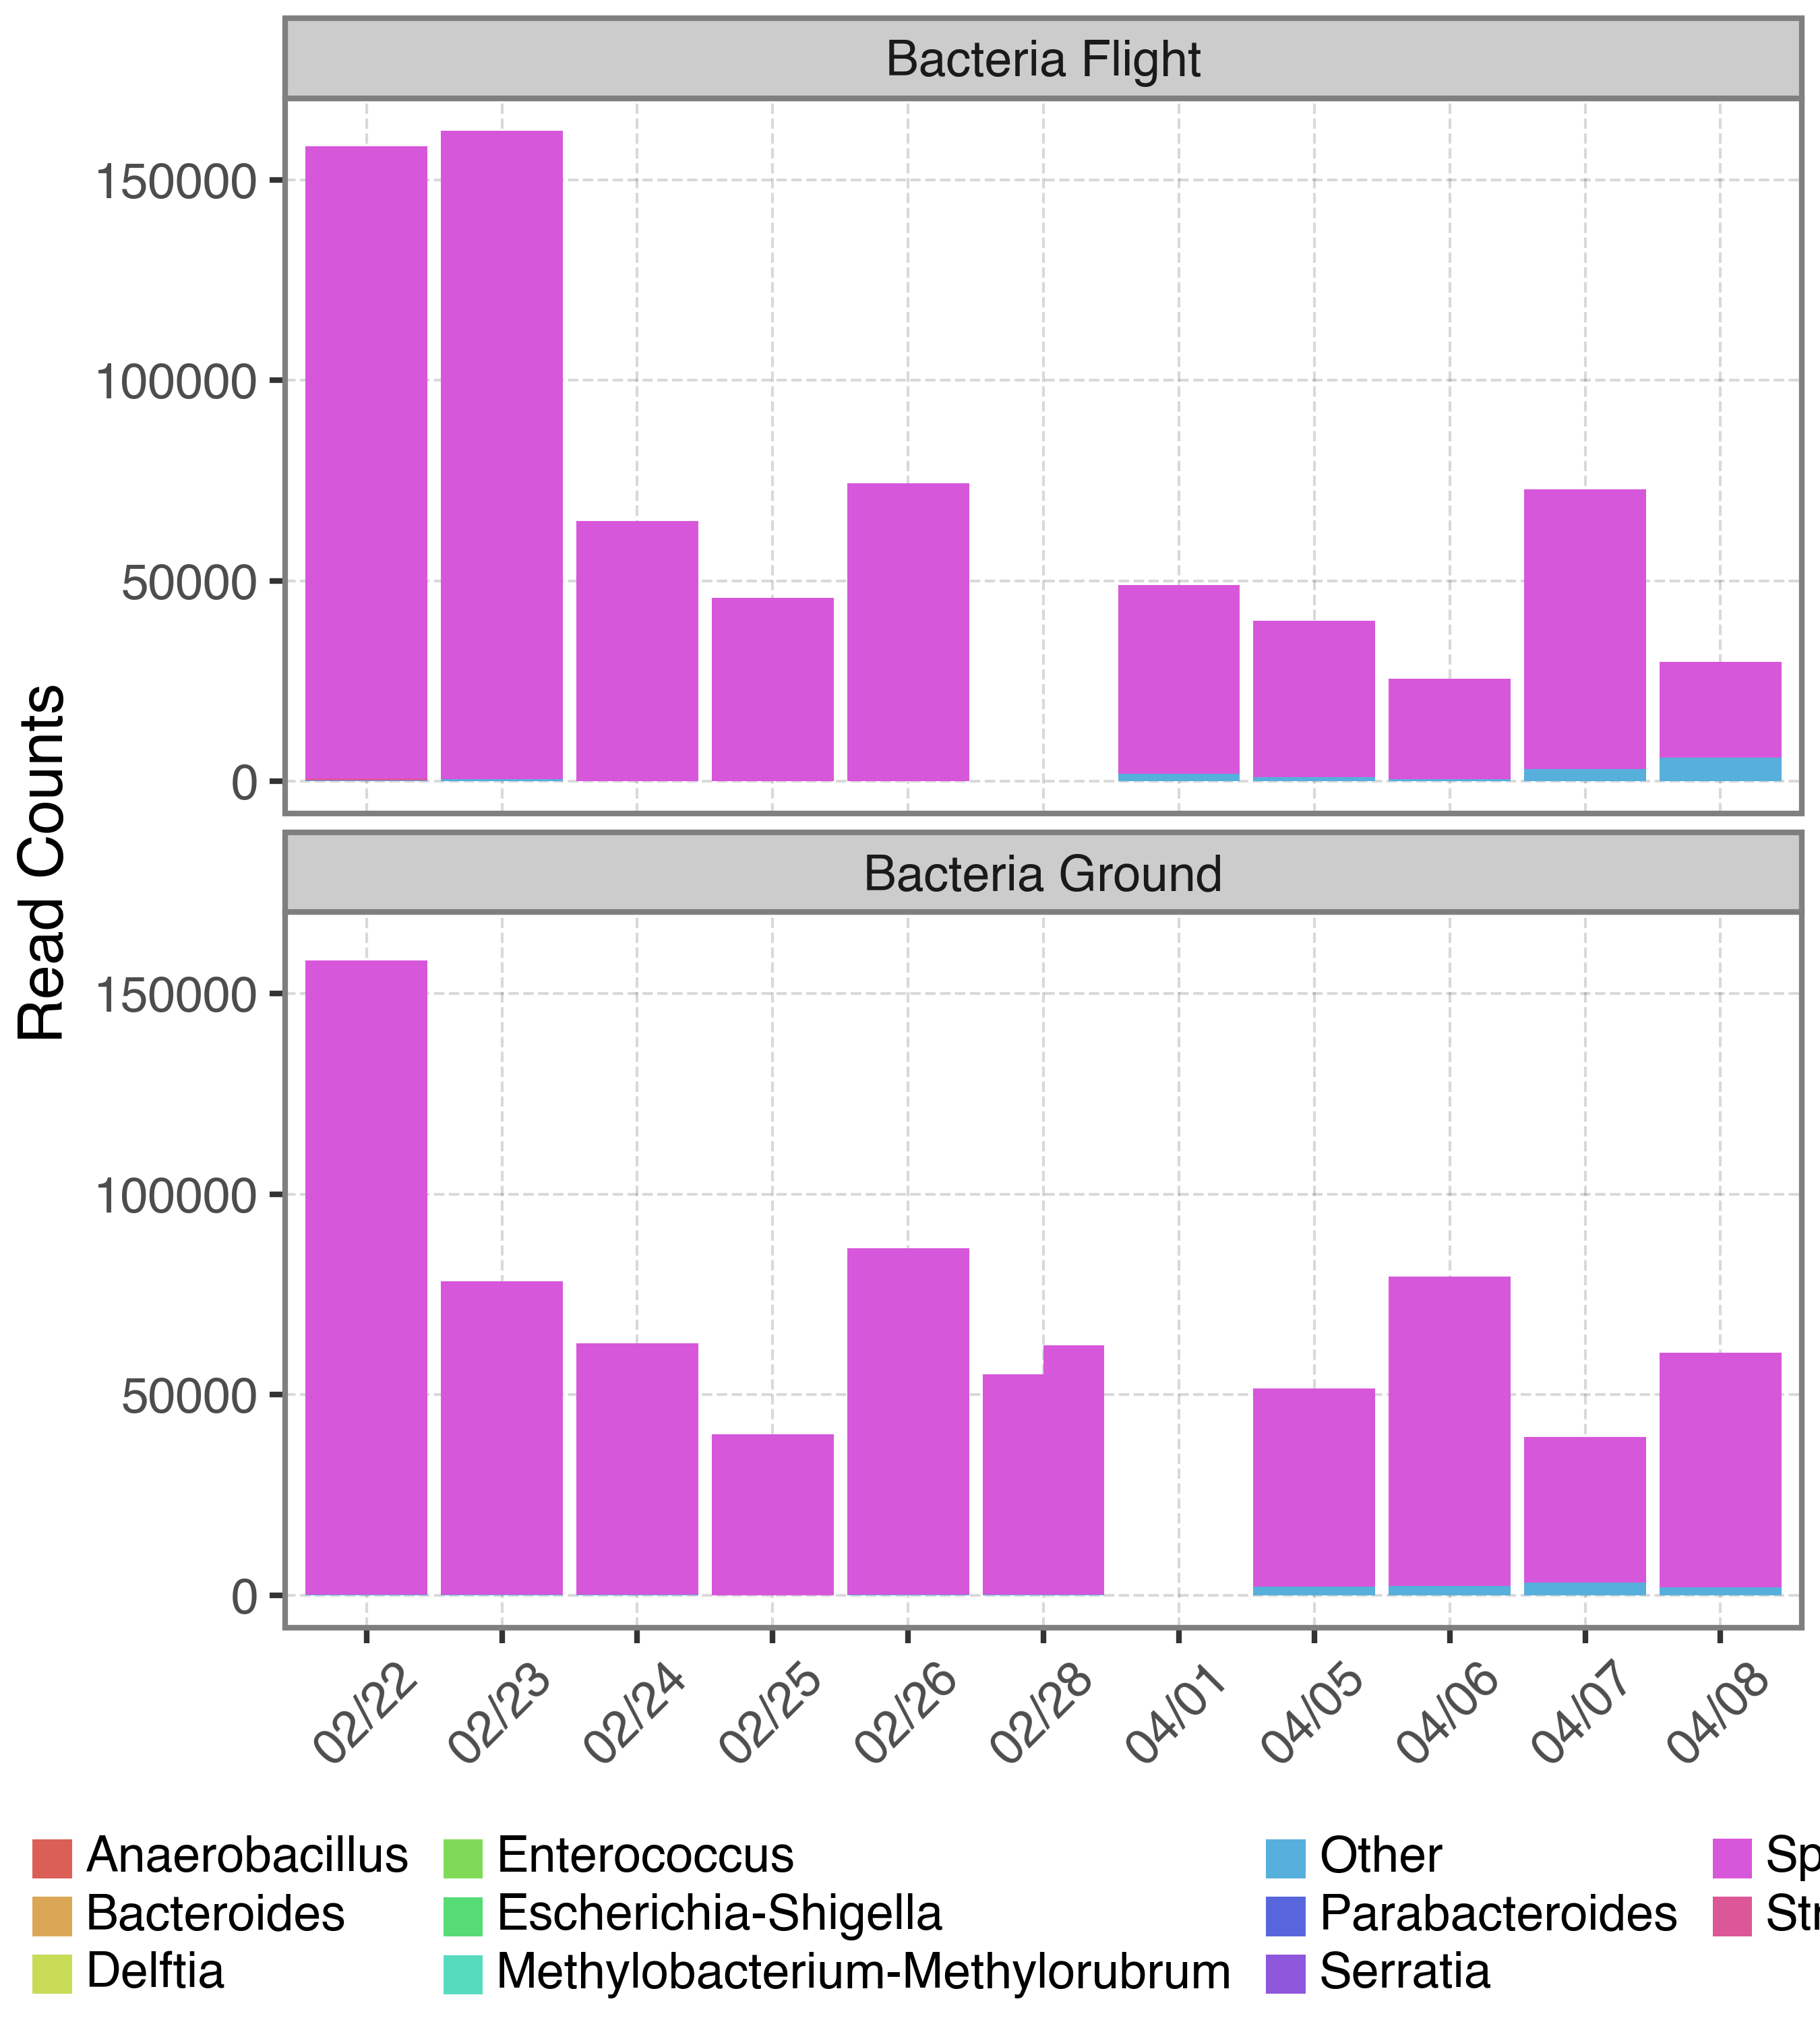 Bacteria Flight
150000
100000
50000
0
Bacteria Ground
150000
100000
50000
0
Read Counts
02/22 02/23 02/24 02/25 02/26 02/28 04/01 04/05 04/06 04/07 04/08
Anaerobacillus Enterococcus Other Sp
Bacteroides Escherichia-Shigella Parabacteroides Str
Delftia Methylobacterium-Methylorubrum Serratia